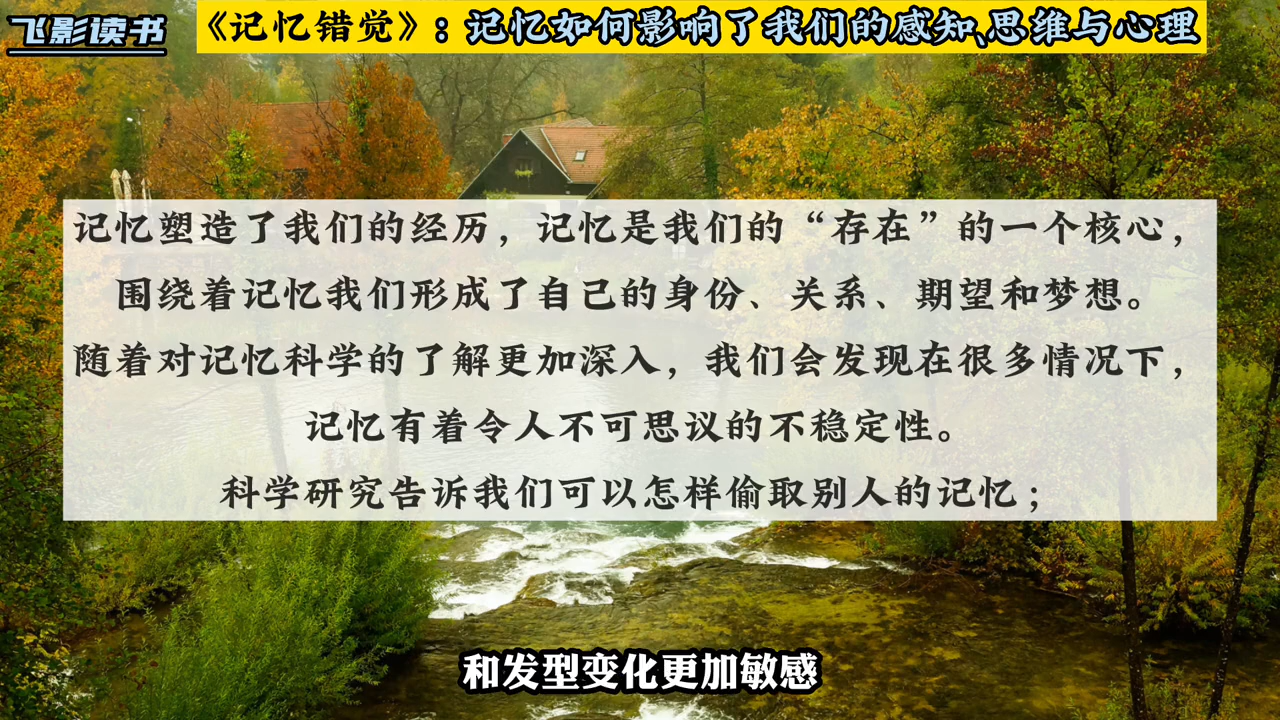 飞影读书
《记忆错觉》：记忆如何影响了我们的感知、思维与心理
记忆塑造了我们的经历，记忆是我们的“存在”的一个核心，
围绕着记忆我们形成了自己的身份、关系、期望和梦想。
随着对记忆科学的了解更加深入，我们会发现在很多情况下，
记忆有着令人不可思议的不稳定性。
科学研究告诉我们可以怎样偷取别人的记忆；
和发型变化更加敏感